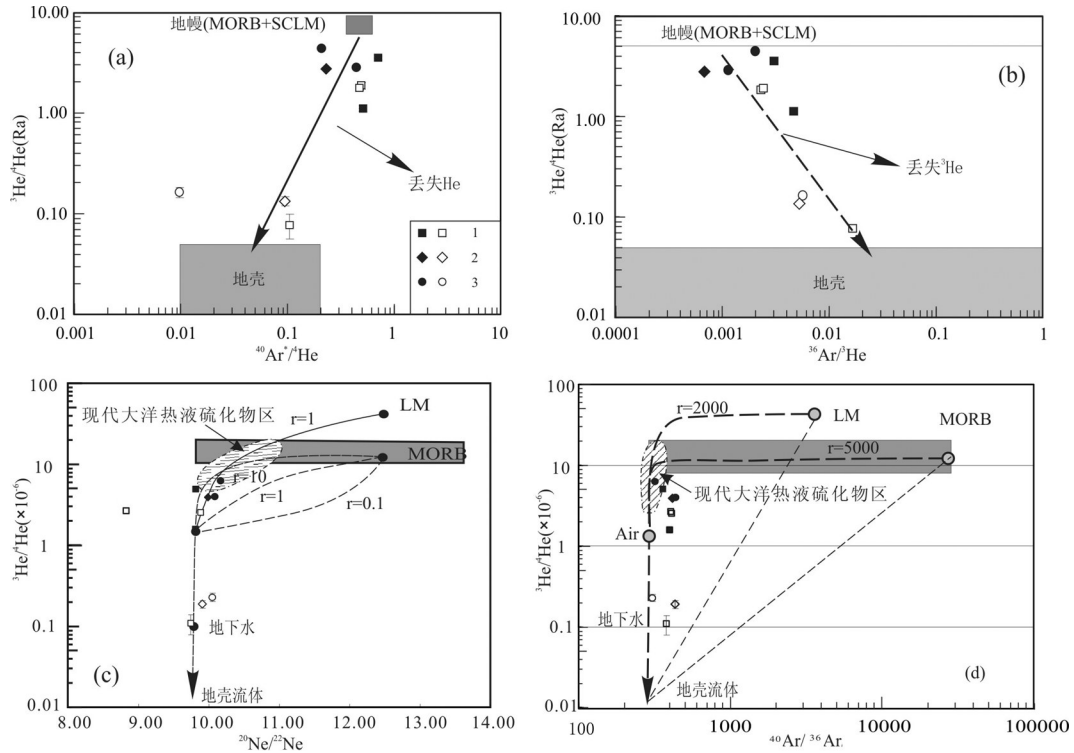 10.00
地幔(MORB+SCLM)
(a)
1.00
³He/⁴He(Ra)
丢失He
0.10
1
2
3
地壳
0.01
0.001
0.01
0.1
1
10
⁴⁰Ar*/⁴He
10.00
地幔(MORB+SCLM)
(b)
1.00
³He/⁴He(Ra)
丢失³He
0.10
地壳
0.01
0.0001
0.001
0.01
0.1
1
³⁶Ar/³He
100
现代大洋热液硫化物区
r=1
LM
MORB
10
r=10
r=1
r=0.1
³He/⁴He(×10⁻⁶)
1
0.1
地下水
(c)
地壳流体
0.01
8.00
9.00
10.00
11.00
12.00
13.00
14.00
²⁰Ne/²²Ne
100
r=2000
LM
MORB
r=5000
10
现代大洋热液硫化物区
³He/⁴He(×10⁻⁶)
Air
1
0.1
地下水
(d)
地壳流体
0.01
100
1000
10000
100000
⁴⁰Ar/³⁶Ar.